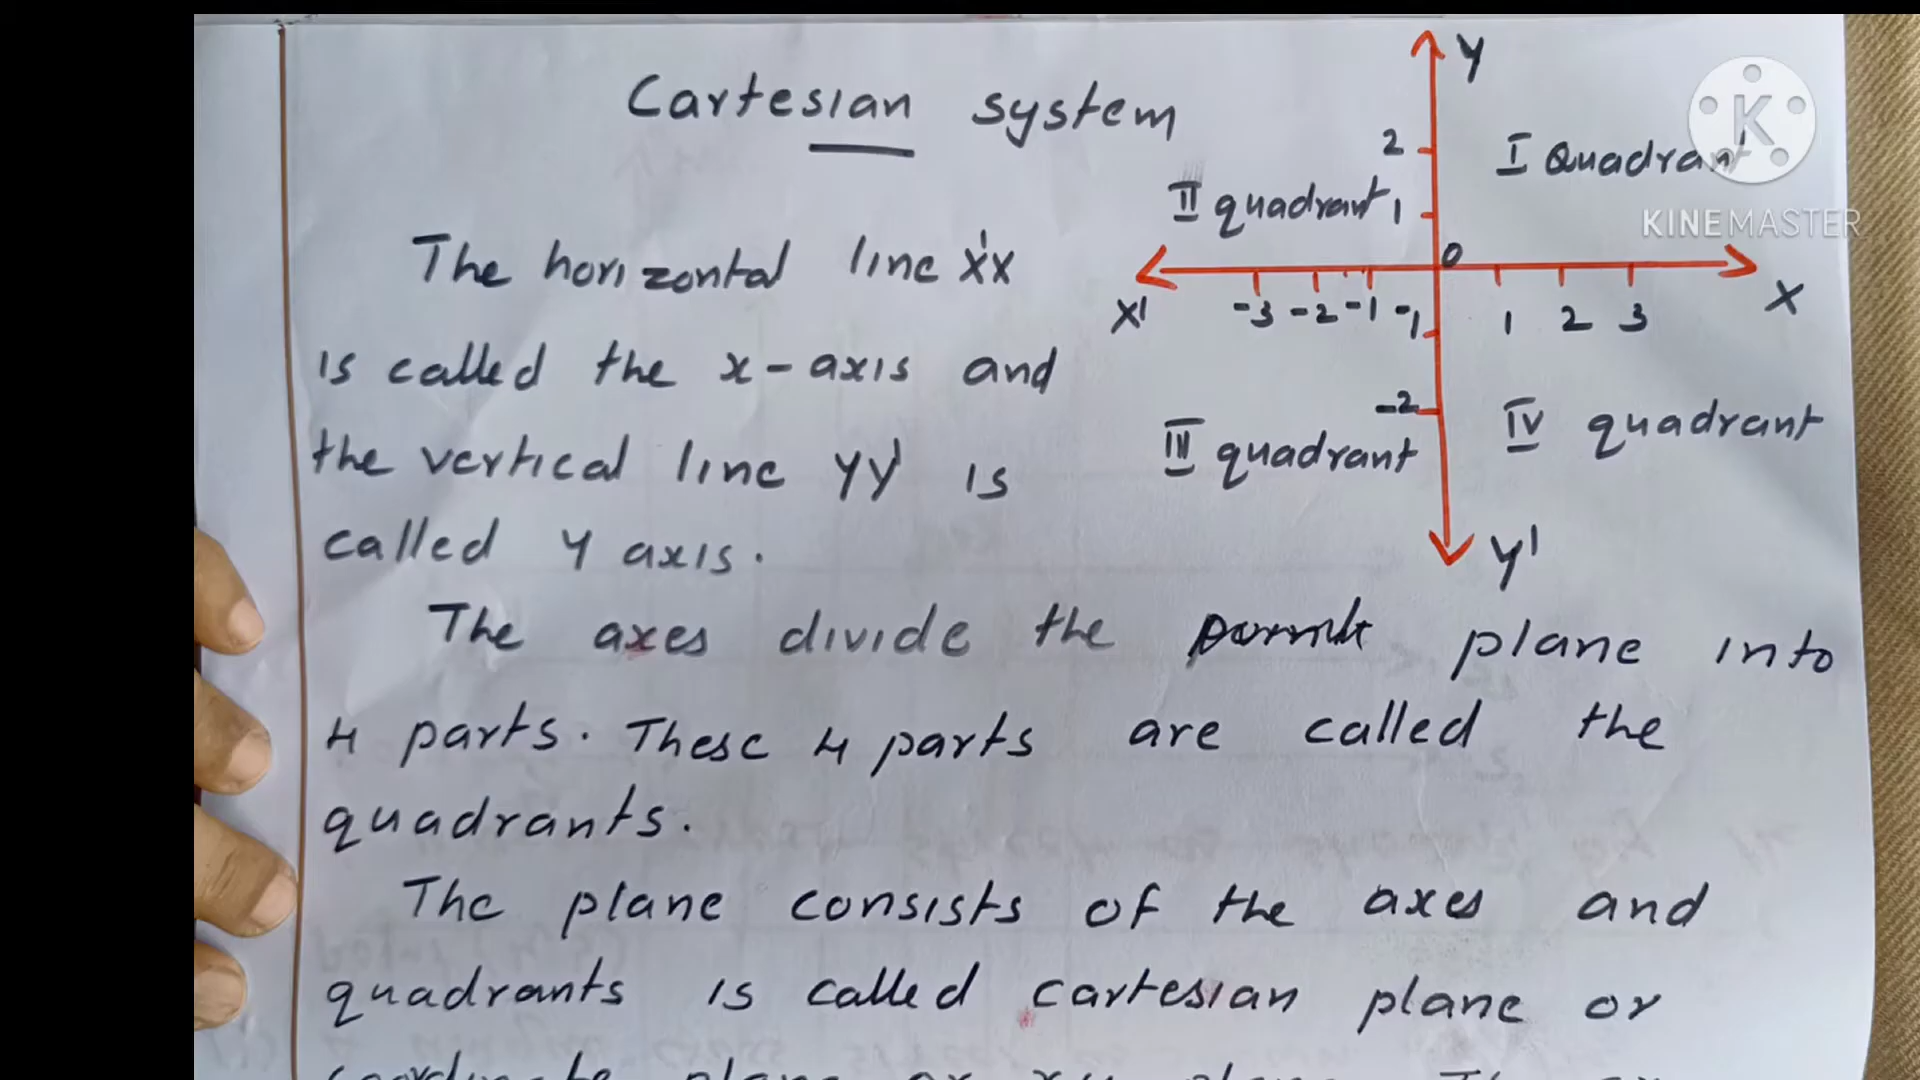 Cartesian system
Y
2
I Quadrant
K
KINEMASTER
II quadrant
1
The horizontal line X'X
0
X'
-3 -2 -1
-1
1 2 3
X
is called the x-axis and
-2
the vertical line YY' is
III quadrant
IV quadrant
called Y axis.
Y'
The axes divide the plane into
4 parts. These 4 parts are called the
quadrants.
The plane consists of the axes and
quadrants is called cartesian plane or